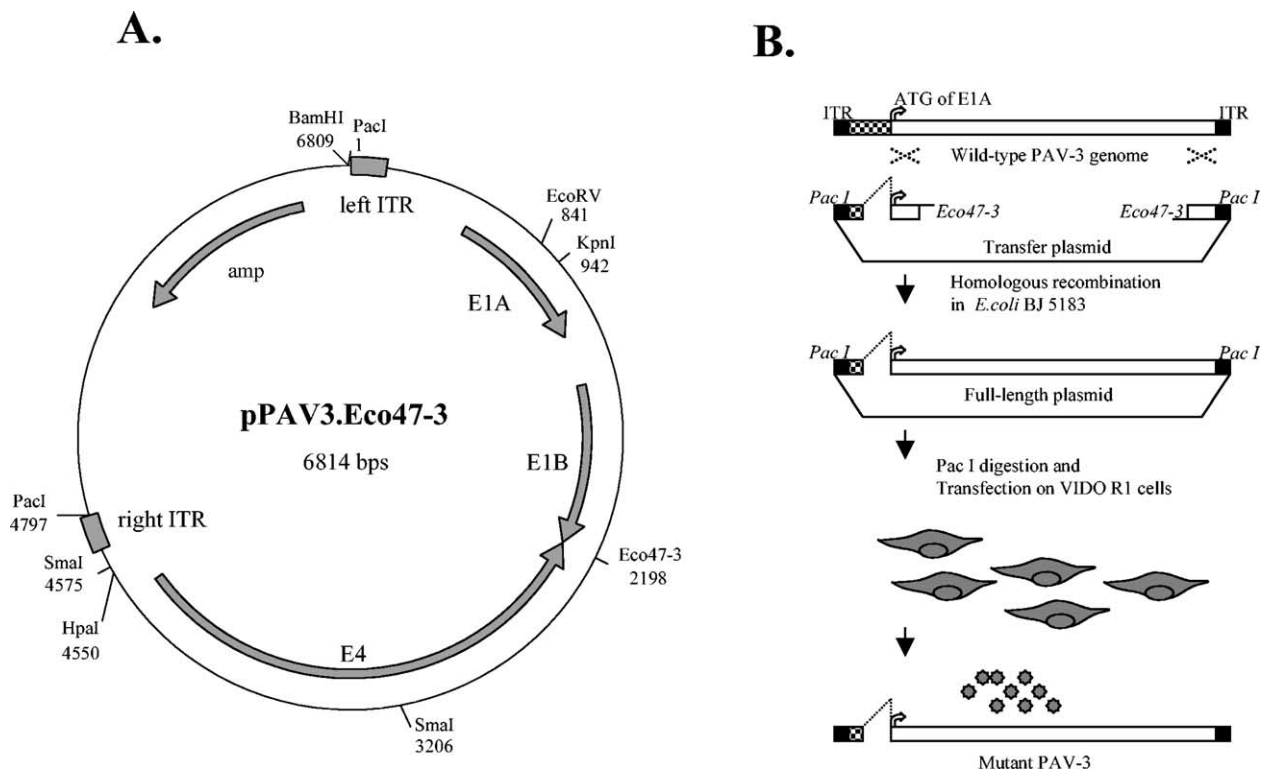 A.
BamHI
6809
PacI
1
left ITR
EcoRV
841
KpnI
942
amp
E1A
pPAV3.Eco47-3
6814 bps
E1B
PacI
4797
right ITR
SmaI
4575
HpaI
4550
Eco47-3
2198
E4
SmaI
3206
B.
ATG of E1A
ITR
ITR
Wild-type PAV-3 genome
Pac I
Pac I
Eco47-3
Eco47-3
Transfer plasmid
Homologous recombination
in E.coli BJ 5183
Pac I
Pac I
Full-length plasmid
Pac I digestion and
Transfection on VIDO R1 cells
Mutant PAV-3